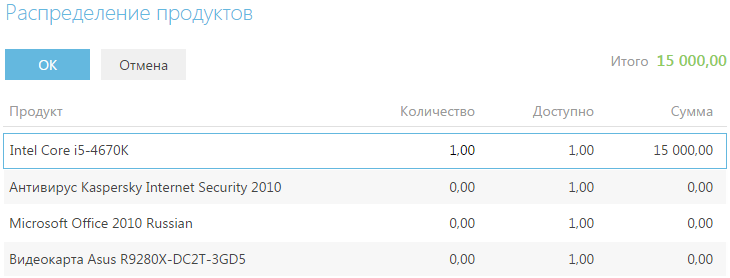 Распределение продуктов
ОК Отмена Итого 15 000,00
Продукт Количество Доступно Сумма
Intel Core i5-4670K 1,00 1,00 15 000,00
Антивирус Kaspersky Internet Security 2010 0,00 1,00 0,00
Microsoft Office 2010 Russian 0,00 1,00 0,00
Видеокарта Asus R9280X-DC2T-3GD5 0,00 1,00 0,00